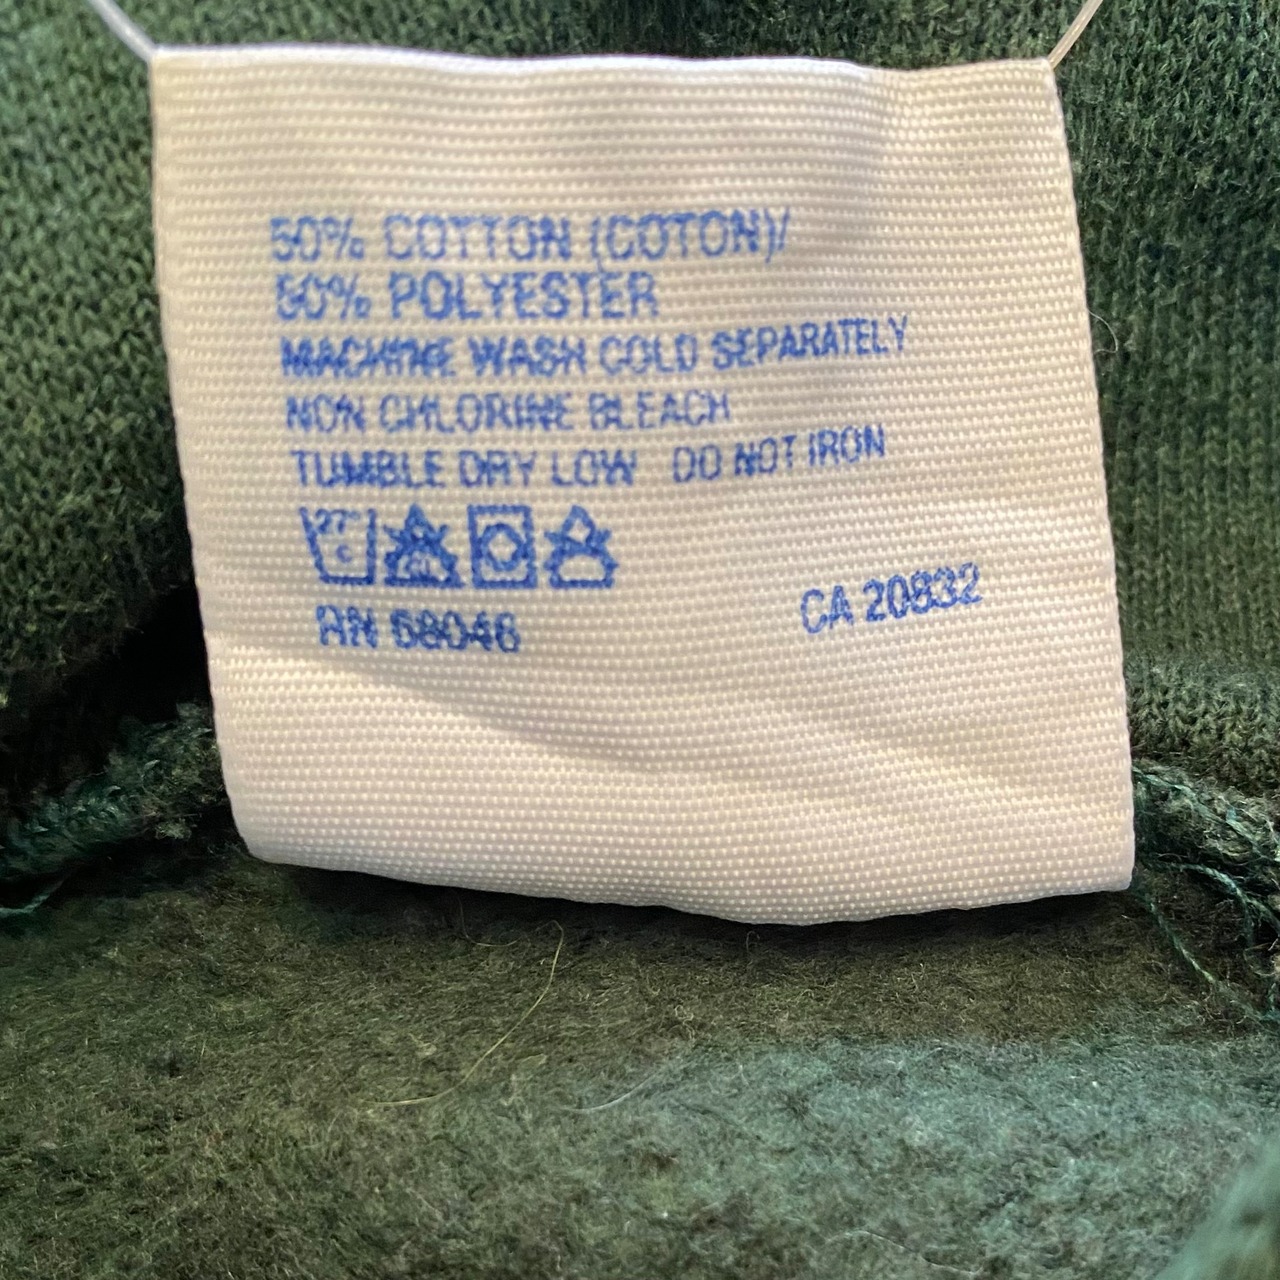 50% COTTON (COTON)/
50% POLYESTER
MACHINE WASH COLD SEPARATELY
NON CHLORINE BLEACH
TUMBLE DRY LOW DO NOT IRON
27° C
RN 58046 CA 20832